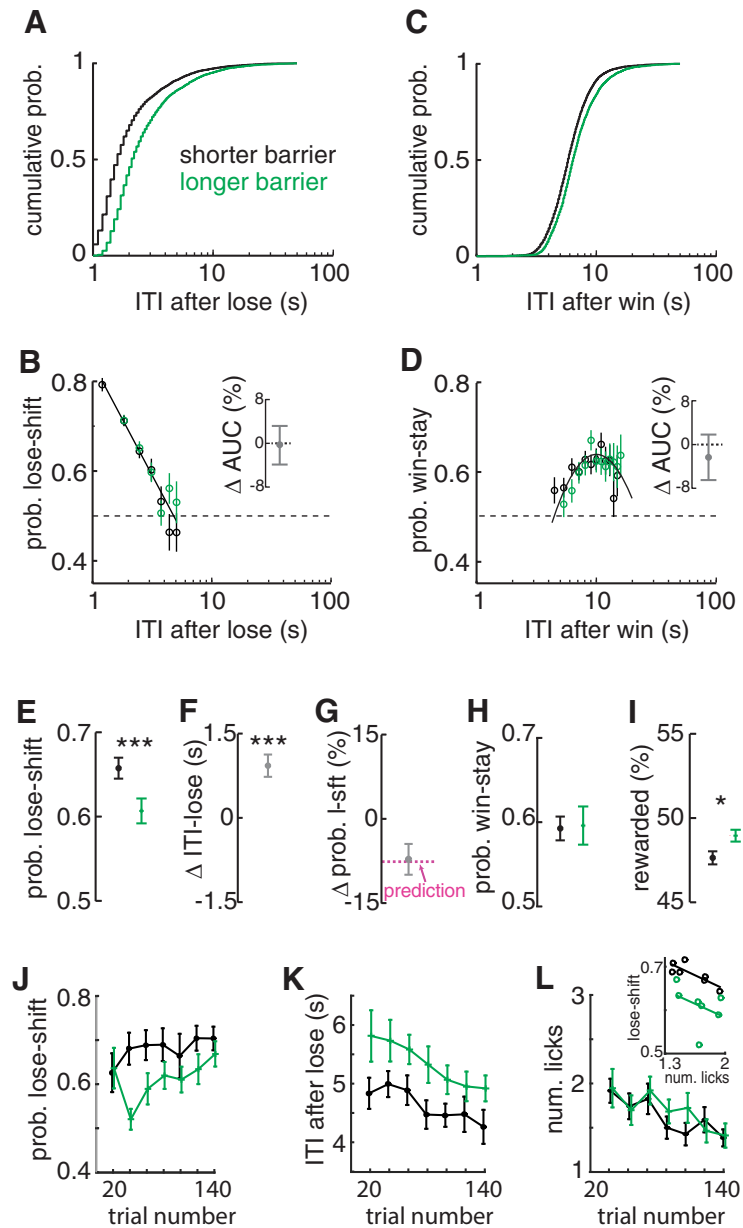 A
cumulative prob.
1
0.5
0
shorter barrier
longer barrier
1
10
100
ITI after lose (s)
C
cumulative prob.
1
0.5
0
1
10
100
ITI after win (s)
B
prob. lose-shift
0.8
0.6
0.4
Δ AUC (%)
8
0
-8
1
10
100
ITI after lose (s)
D
prob. win-stay
0.8
0.6
0.4
Δ AUC (%)
8
0
-8
1
10
100
ITI after win (s)
E
prob. lose-shift
0.7
0.6
0.5
***
F
Δ ITI-lose (s)
1.5
0
-1.5
***
G
Δ prob. l-sft (%)
15
0
-15
prediction
H
prob. win-stay
0.7
0.6
0.5
I
rewarded (%)
55
50
45
*
J
prob. lose-shift
0.8
0.6
0.4
20
140
trial number
K
ITI after lose (s)
6
5
4
20
140
trial number
L
num. licks
3
2
1
20
140
trial number
lose-shift
0.7
0.5
1.3
2
num. licks